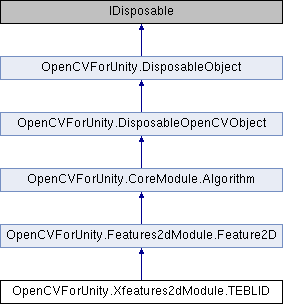 IDisposable
OpenCVForUnity.DisposableObject
OpenCVForUnity.DisposableOpenCVObject
OpenCVForUnity.CoreModule.Algorithm
OpenCVForUnity.Features2dModule.Feature2D
OpenCVForUnity.Xfeatures2dModule.TEBLID